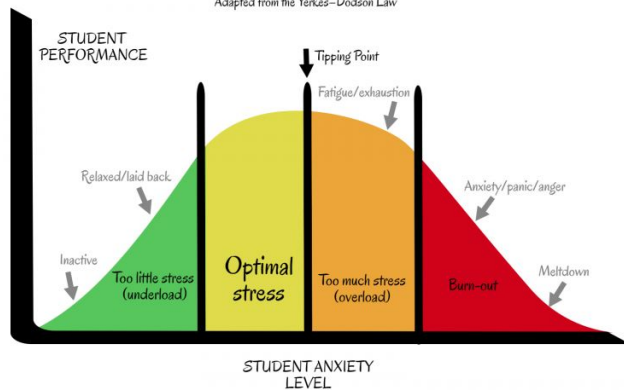 Adapted from the Yerkes–Dodson Law
STUDENT
PERFORMANCE
Tipping Point
Fatigue/exhaustion
Relaxed/laid back
Anxiety/panic/anger
Inactive
Too little stress
(underload)
Optimal
stress
Too much stress
(overload)
Burn-out
Meltdown
STUDENT ANXIETY
LEVEL